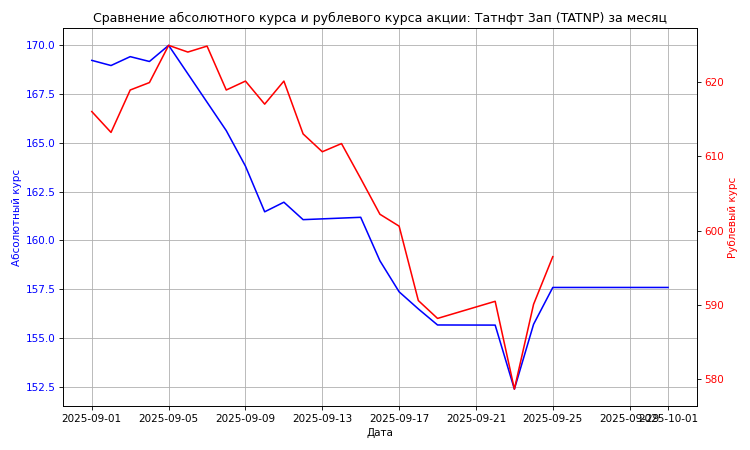 Сравнение абсолютного курса и рублевого курса акции: Татнфт 3ап (TATNP) за месяц
170.0
167.5
165.0
162.5
160.0
157.5
155.0
152.5
Абсолютный курс
620
610
600
590
580
Рублевый курс
2025-09-01 2025-09-05 2025-09-09 2025-09-13 2025-09-17 2025-09-21 2025-09-25 2025-09-29 2025-10-01
Дата